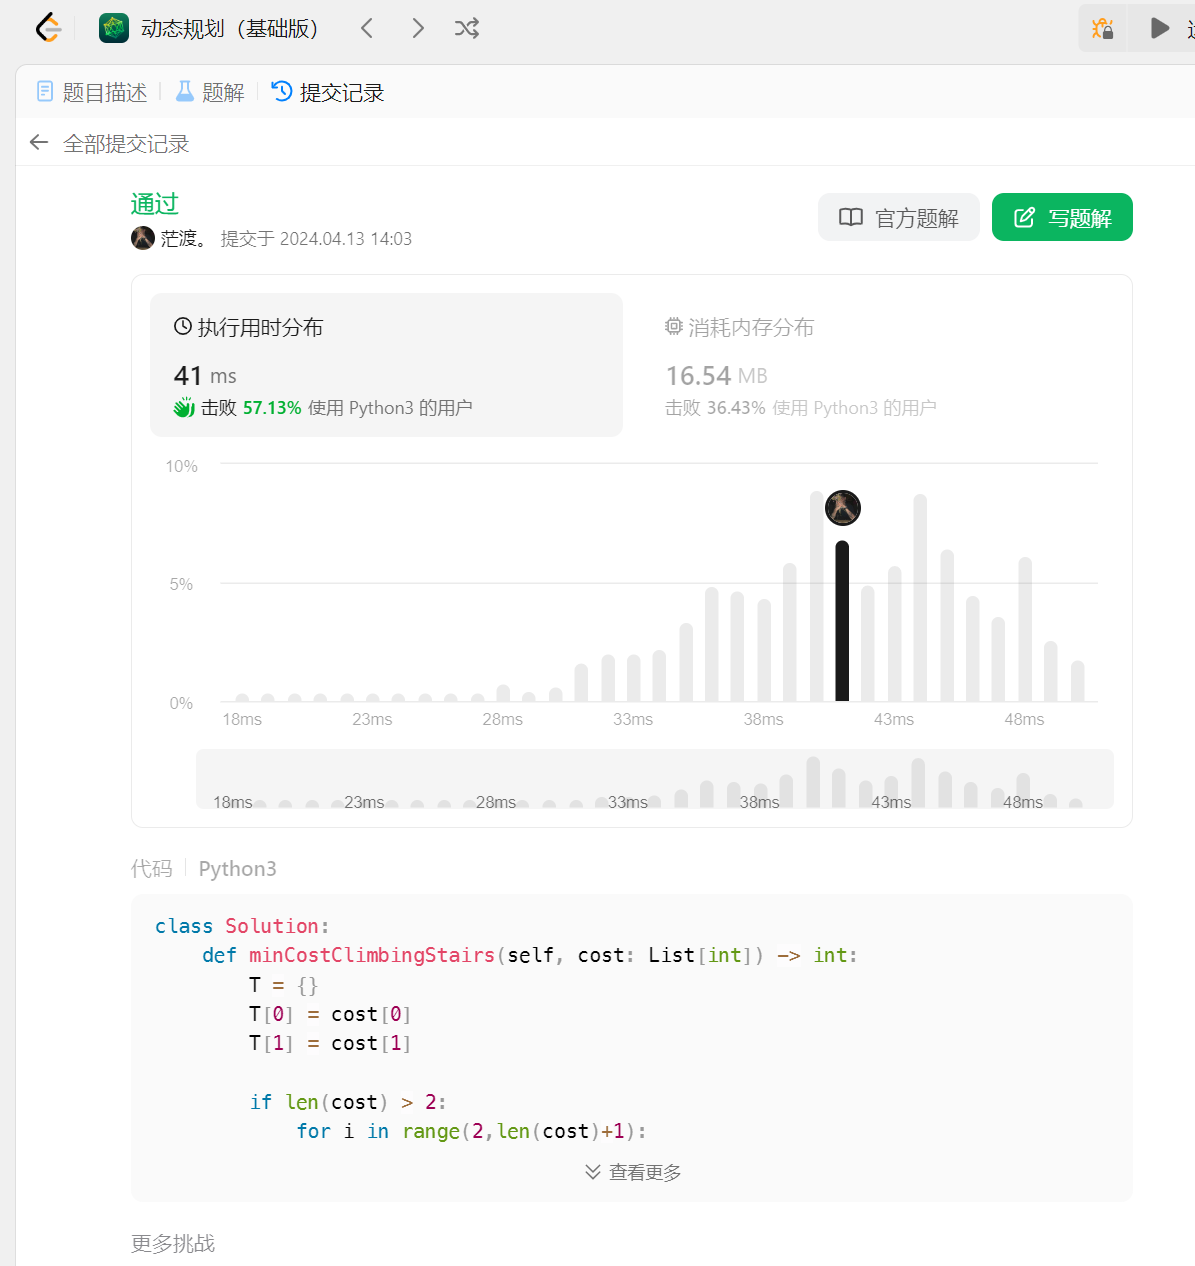 动态规划（基础版）
题目描述 题解 提交记录
全部提交记录
通过
官方题解 写题解
茫渡。 提交于 2024.04.13 14:03
执行用时分布 消耗内存分布
41 ms 16.54 MB
击败 57.13% 使用 Python3 的用户 击败 36.43% 使用 Python3 的用户
10%
5%
0%
18ms 23ms 28ms 33ms 38ms 43ms 48ms
18ms 23ms 28ms 33ms 38ms 43ms 48ms
代码 Python3
class Solution:
    def minCostClimbingStairs(self, cost: List[int]) -> int:
        T = {}
        T[0] = cost[0]
        T[1] = cost[1]
        if len(cost) > 2:
            for i in range(2,len(cost)+1):
查看更多
更多挑战